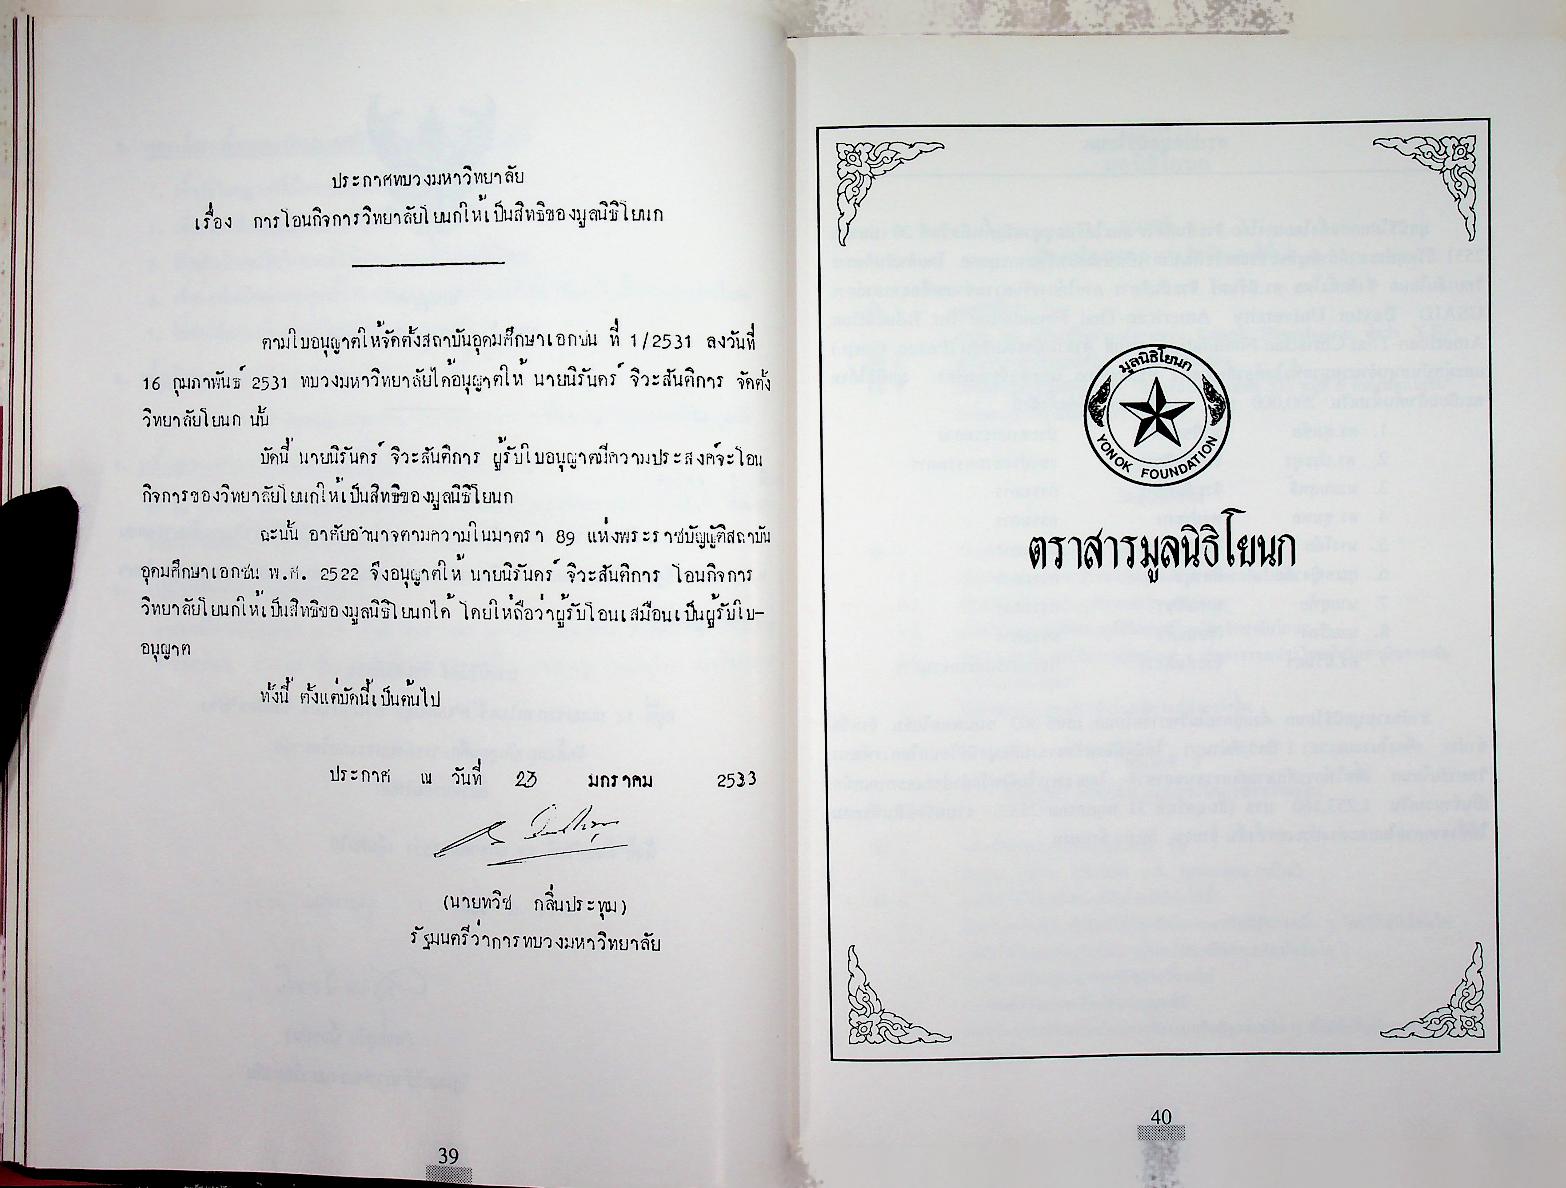 ประกาศทบวงมหาวิทยาลัย
เรื่อง การโอนกิจการวิทยาลัยโยนกให้เป็นสิทธิของมูลนิธิโยนก
ตามใบอนุญาตให้จัดตั้งสถาบันอุดมศึกษาเอกชน ที่ 1/2531 ลงวันที่
16 กุมภาพันธ์ 2531 ทบวงมหาวิทยาลัยได้อนุญาตให้ นายนิรันดร์ จิวะสันติการ จัดตั้ง
วิทยาลัยโยนก นั้น
บัดนี้ นายนิรันดร์ จิวะสันติการ ผู้รับใบอนุญาตมีความประสงค์จะโอน
กิจการของวิทยาลัยโยนกให้เป็นสิทธิของมูลนิธิโยนก
ฉะนั้น อาศัยอำนาจตามความในมาตรา 89 แห่งพระราชบัญญัติสถาบัน
อุดมศึกษาเอกชน พ.ศ. 2522 จึงอนุญาตให้ นายนิรันดร์ จิวะสันติการ โอนกิจการ
วิทยาลัยโยนกให้เป็นสิทธิของมูลนิธิโยนกได้ โดยให้ถือว่าผู้รับโอนเสมือนเป็นผู้รับใบ-
อนุญาต
ทั้งนี้ ตั้งแต่บัดนี้เป็นต้นไป
ประกาศ ณ วันที่ 23 มกราคม 2533
(นายทวิช กลิ่นประทุม)
รัฐมนตรีว่าการทบวงมหาวิทยาลัย
39
มูลนิธิโยนก
YONOK FOUNDATION
ตราสารมูลนิธิโยนก
40